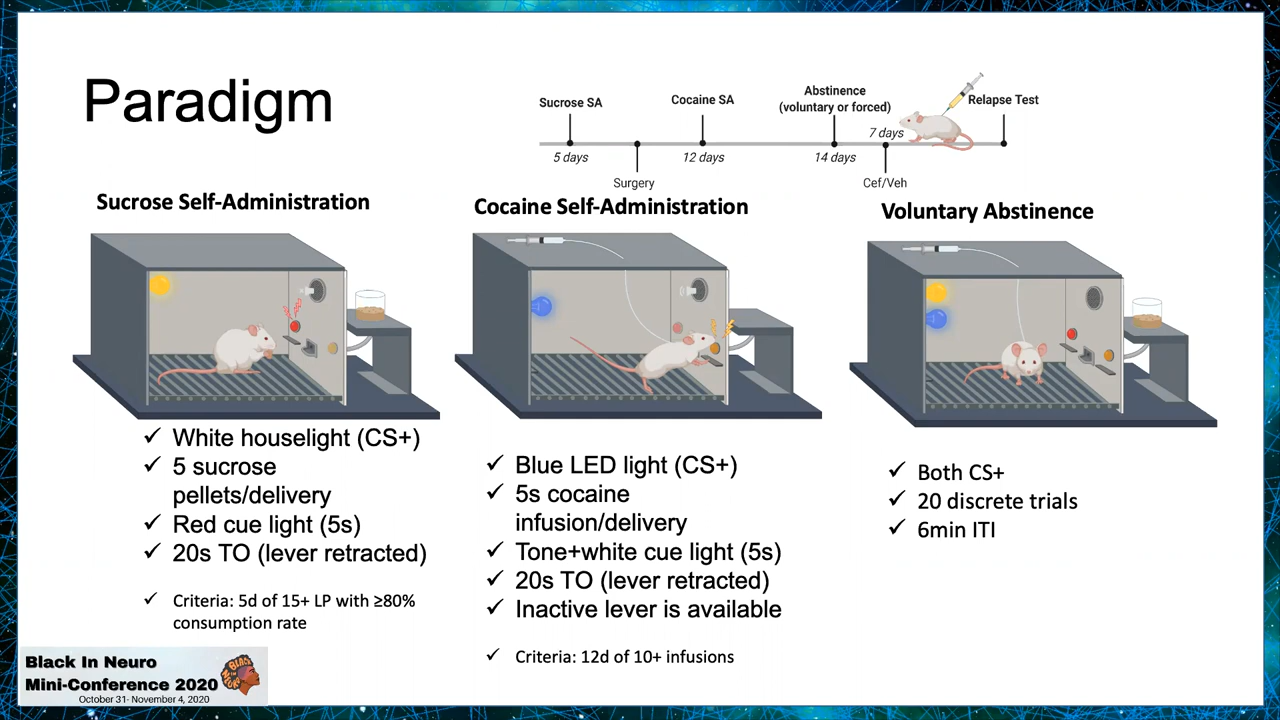 Paradigm
Sucrose SA
Cocaine SA
Abstinence
(voluntary or forced)
Relapse Test
7 days
5 days
12 days
14 days
Surgery
Cef/Veh
Sucrose Self-Administration
✓ White houselight (CS+)
✓ 5 sucrose
pellets/delivery
✓ Red cue light (5s)
✓ 20s TO (lever retracted)
✓ Criteria: 5d of 15+ LP with ≥80%
consumption rate
Cocaine Self-Administration
✓ Blue LED light (CS+)
✓ 5s cocaine
infusion/delivery
✓ Tone+white cue light (5s)
✓ 20s TO (lever retracted)
✓ Inactive lever is available
✓ Criteria: 12d of 10+ infusions
Voluntary Abstinence
✓ Both CS+
✓ 20 discrete trials
✓ 6min ITI
Black In Neuro
Mini-Conference 2020
October 31- November 4, 2020